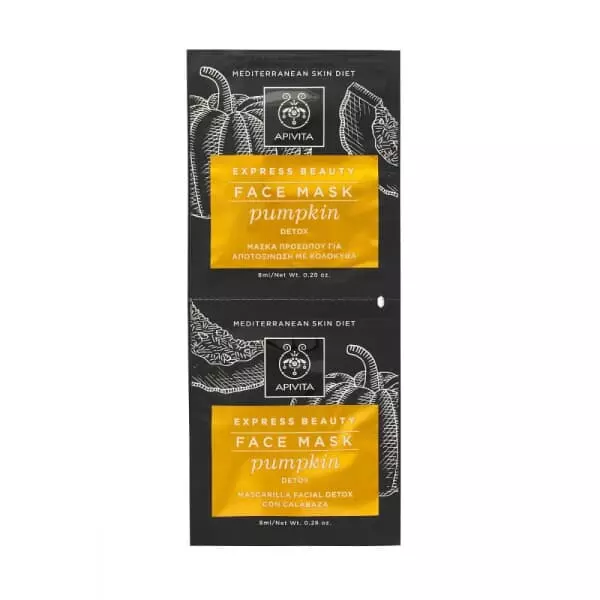 MEDITERRANEAN SKIN DIET
APIVITA
EXPRESS BEAUTY
FACE MASK
pumpkin
DETOX
ΜΑΣΚΑ ΠΡΟΣΩΠΟΥ ΓΙΑ
ΑΠΟΤΟΞΙΝΩΣΗ ΜΕ ΚΟΛΟΚΥΘΑ
8ml/Net Wt. 0.28 oz.
MEDITERRANEAN SKIN DIET
APIVITA
EXPRESS BEAUTY
FACE MASK
pumpkin
DETOX
MASCARILLA FACIAL DETOX
CON CALABAZA
8ml/Net Wt. 0.28 oz.